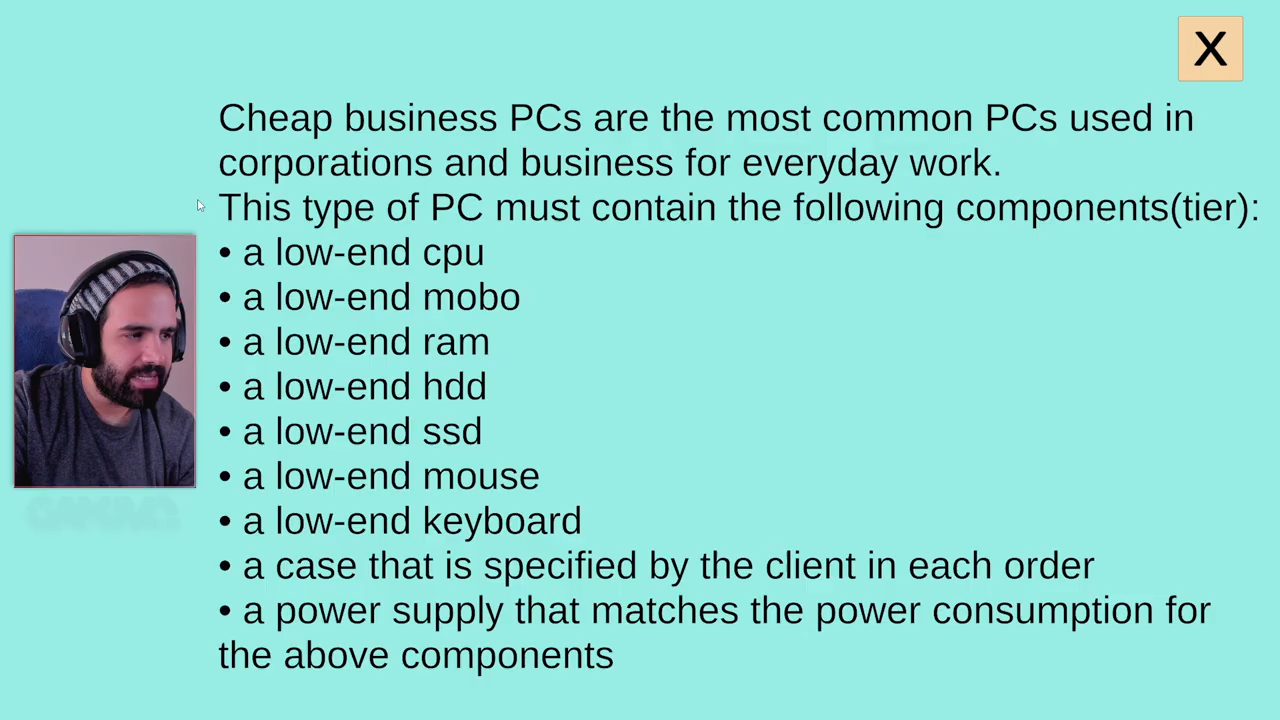 X
Cheap business PCs are the most common PCs used in
corporations and business for everyday work.
This type of PC must contain the following components(tier):
• a low-end cpu
• a low-end mobo
• a low-end ram
• a low-end hdd
• a low-end ssd
• a low-end mouse
• a low-end keyboard
• a case that is specified by the client in each order
• a power supply that matches the power consumption for
the above components